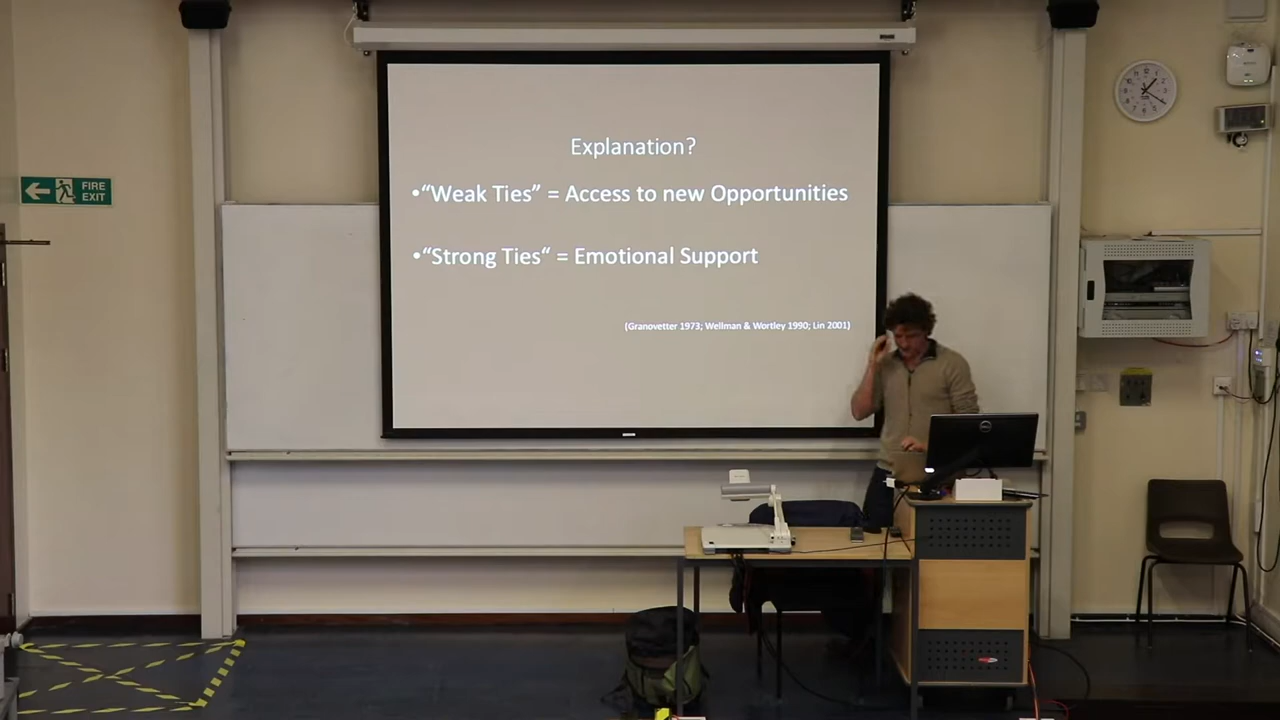 Explanation?
•“Weak Ties” = Access to new Opportunities
•“Strong Ties“ = Emotional Support
(Granovetter 1973; Wellman & Wortley 1990; Lin 2001)
FIRE
EXIT
DELL